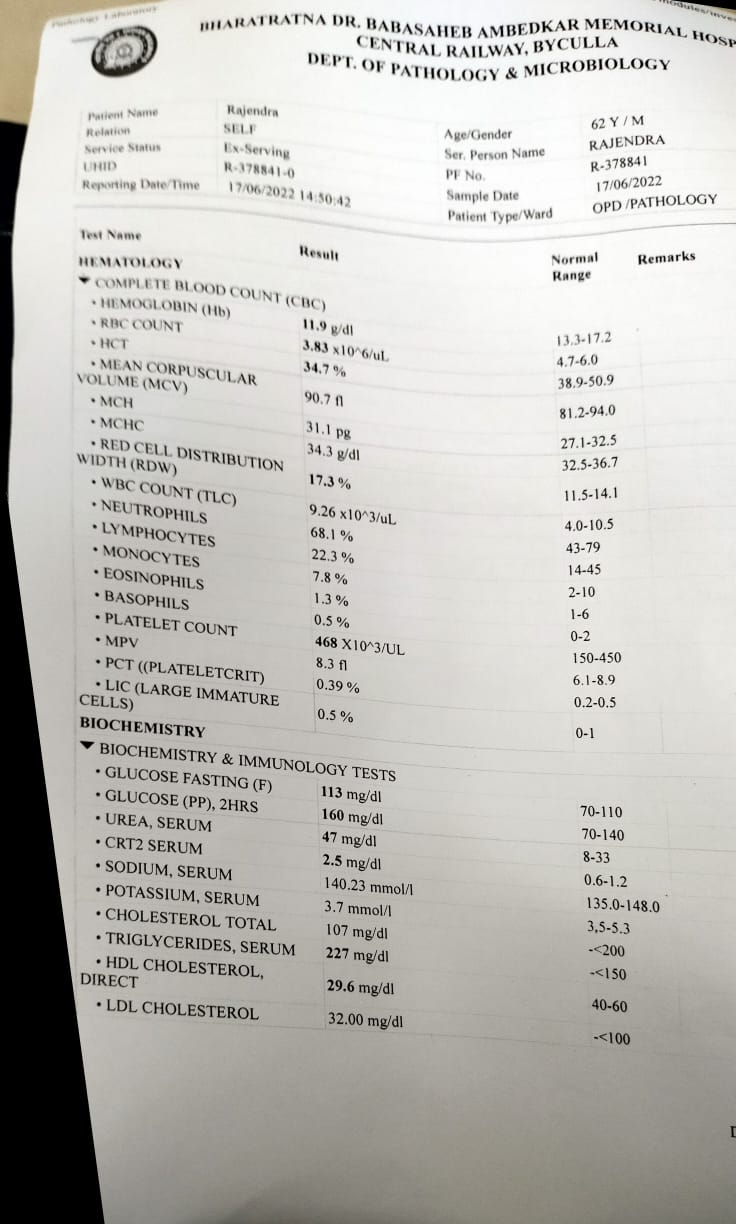 Pathology Laboratory
BHARATRATNA DR. BABASAHEB AMBEDKAR MEMORIAL HOSP
CENTRAL RAILWAY, BYCULLA
DEPT. OF PATHOLOGY & MICROBIOLOGY
Patient Name Rajendra
Relation SELF Age/Gender 62 Y / M
Service Status Ex-Serving Ser. Person Name RAJENDRA
UHID R-378841-0 PF No. R-378841
Reporting Date/Time 17/06/2022 14:50:42 Sample Date 17/06/2022
Patient Type/Ward OPD /PATHOLOGY
Test Name Result Normal Range Remarks
HEMATOLOGY
▼ COMPLETE BLOOD COUNT (CBC)
• HEMOGLOBIN (Hb) 11.9 g/dl 13.3-17.2
• RBC COUNT 3.83 x10^6/uL 4.7-6.0
• HCT 34.7 % 38.9-50.9
• MEAN CORPUSCULAR
VOLUME (MCV) 90.7 fl 81.2-94.0
• MCH 31.1 pg 27.1-32.5
• MCHC 34.3 g/dl 32.5-36.7
• RED CELL DISTRIBUTION
WIDTH (RDW) 17.3 % 11.5-14.1
• WBC COUNT (TLC) 9.26 x10^3/uL 4.0-10.5
• NEUTROPHILS 68.1 % 43-79
• LYMPHOCYTES 22.3 % 14-45
• MONOCYTES 7.8 % 2-10
• EOSINOPHILS 1.3 % 1-6
• BASOPHILS 0.5 % 0-2
• PLATELET COUNT 468 X10^3/UL 150-450
• MPV 8.3 fl 6.1-8.9
• PCT ((PLATELETCRIT) 0.39 % 0.2-0.5
• LIC (LARGE IMMATURE
CELLS) 0.5 % 0-1
BIOCHEMISTRY
▼ BIOCHEMISTRY & IMMUNOLOGY TESTS
• GLUCOSE FASTING (F) 113 mg/dl 70-110
• GLUCOSE (PP), 2HRS 160 mg/dl 70-140
• UREA, SERUM 47 mg/dl 8-33
• CRT2 SERUM 2.5 mg/dl 0.6-1.2
• SODIUM, SERUM 140.23 mmol/l 135.0-148.0
• POTASSIUM, SERUM 3.7 mmol/l 3,5-5.3
• CHOLESTEROL TOTAL 107 mg/dl -<200
• TRIGLYCERIDES, SERUM 227 mg/dl -<150
• HDL CHOLESTEROL,
DIRECT 29.6 mg/dl 40-60
• LDL CHOLESTEROL 32.00 mg/dl -<100